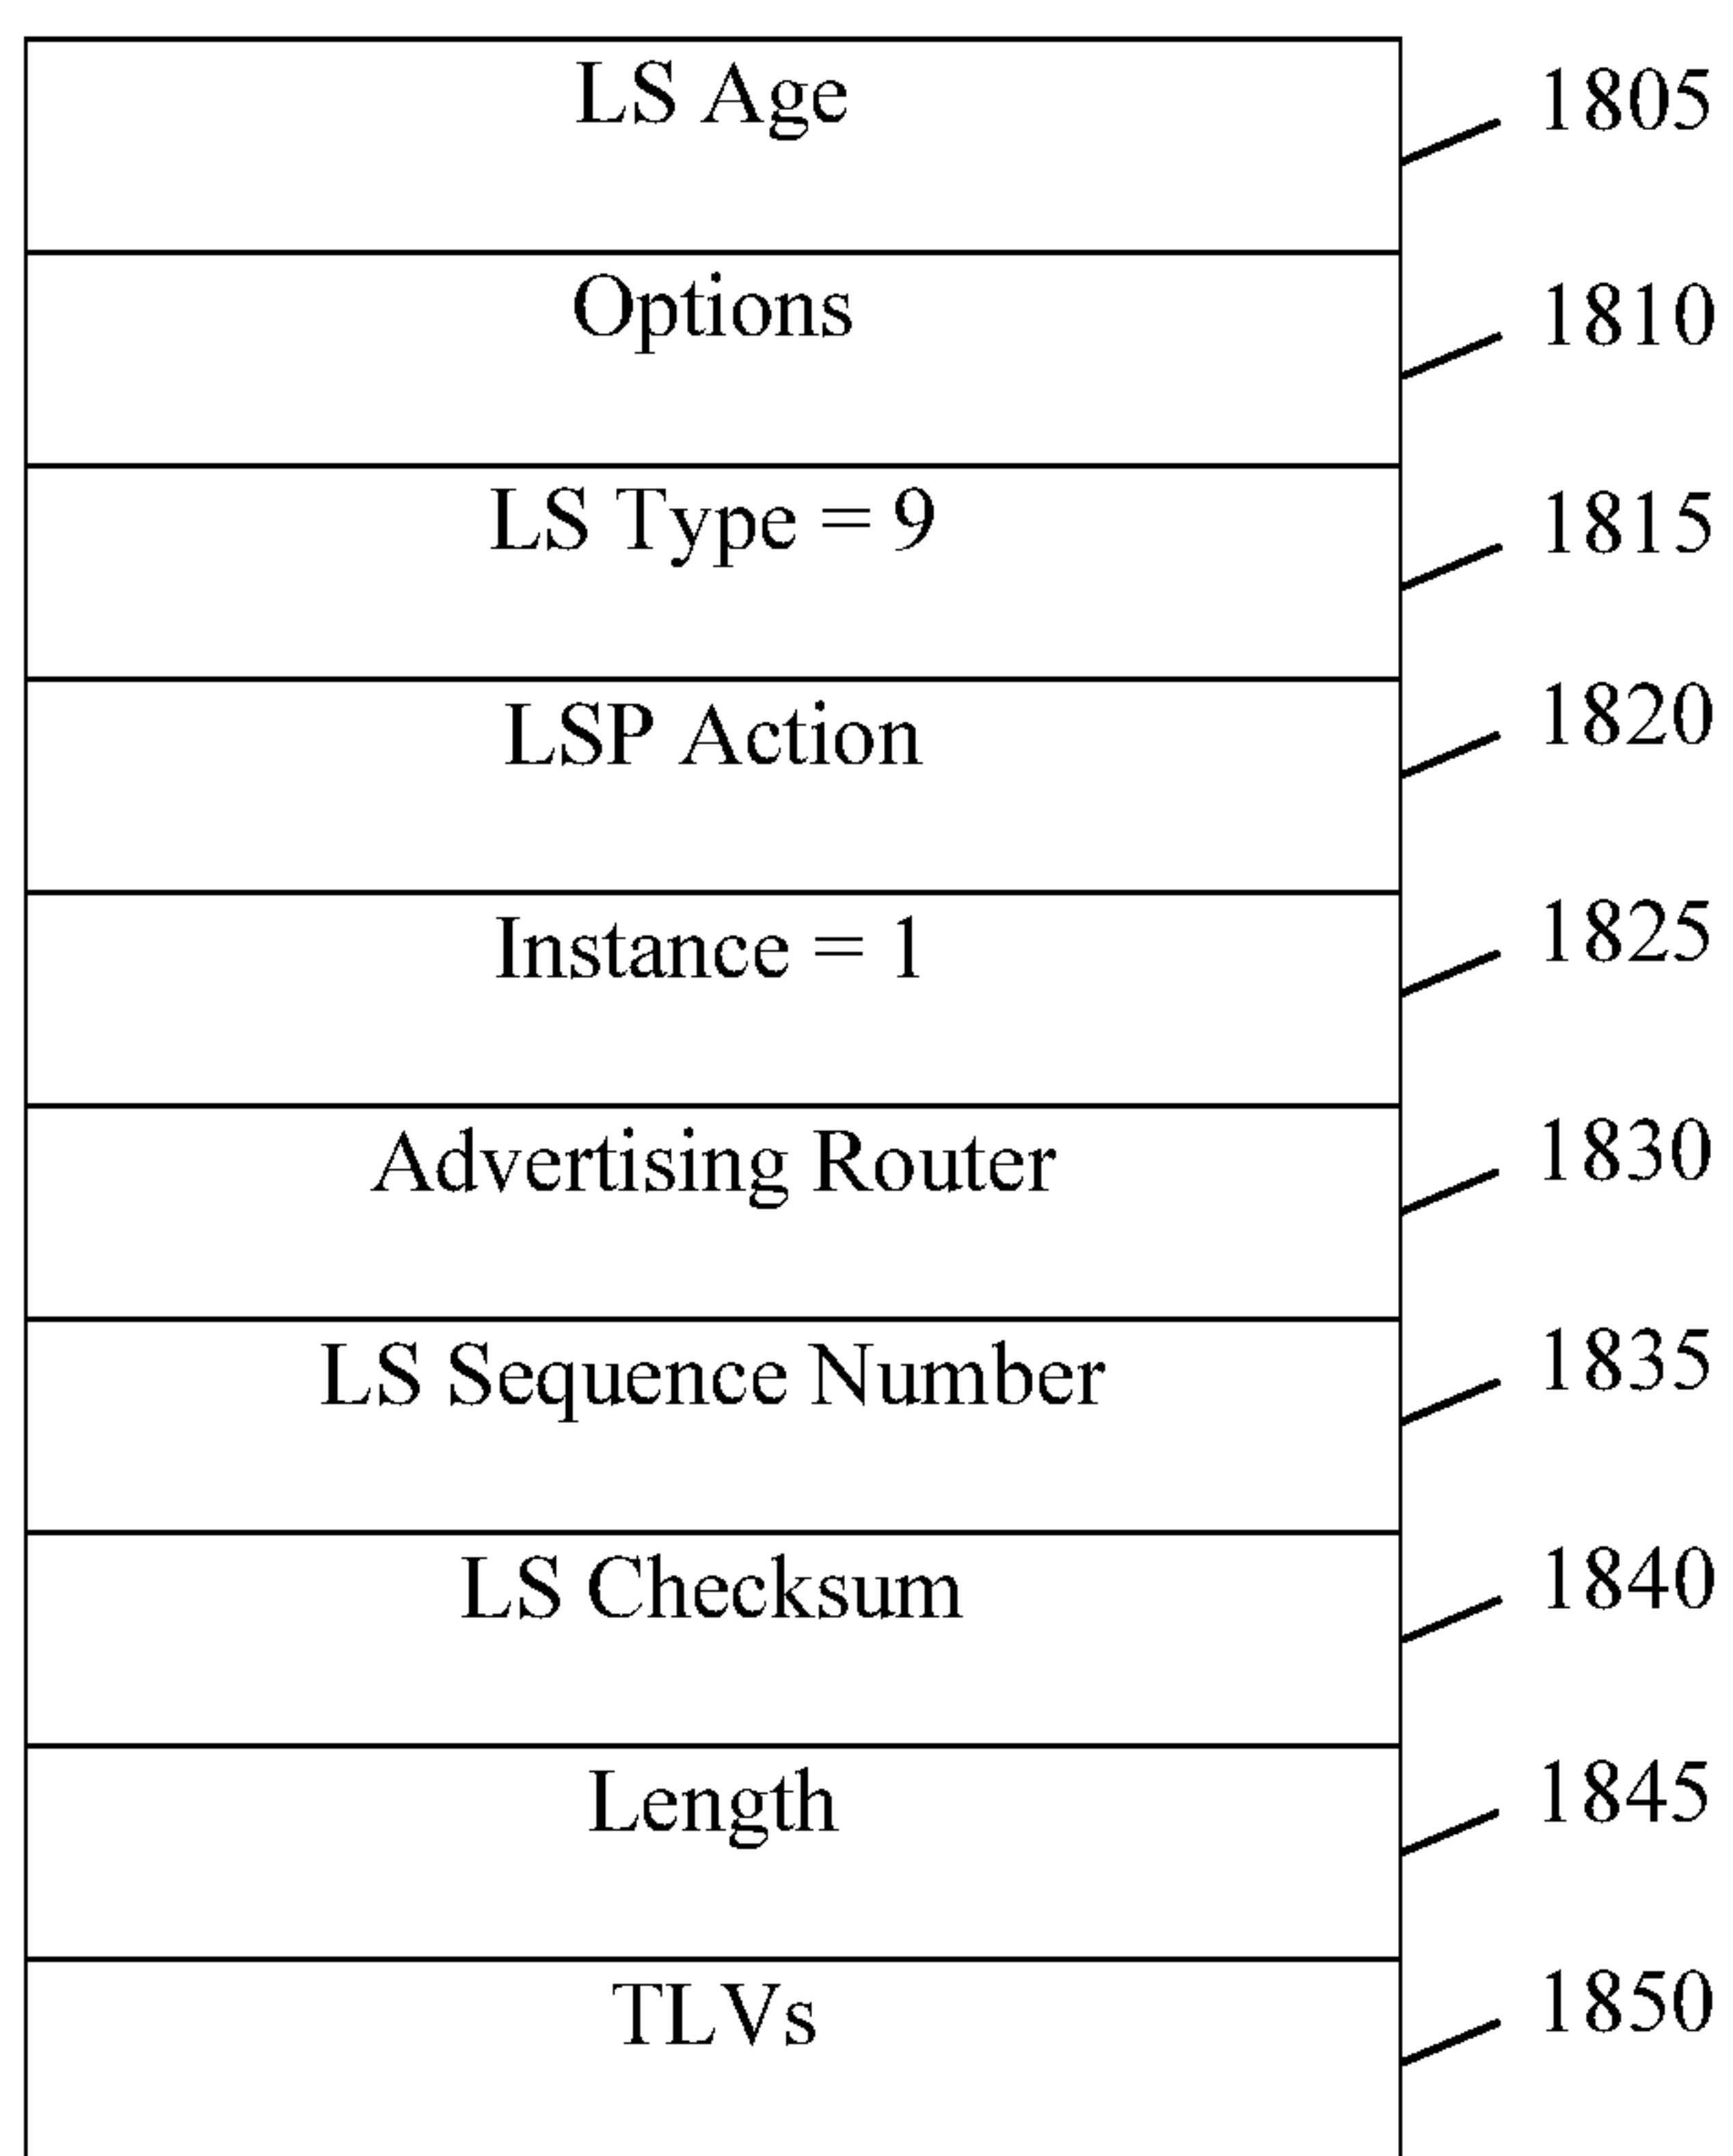 LS Age 1805
Options 1810
LS Type = 9 1815
LSP Action 1820
Instance = 1 1825
Advertising Router 1830
LS Sequence Number 1835
LS Checksum 1840
Length 1845
TLVs 1850